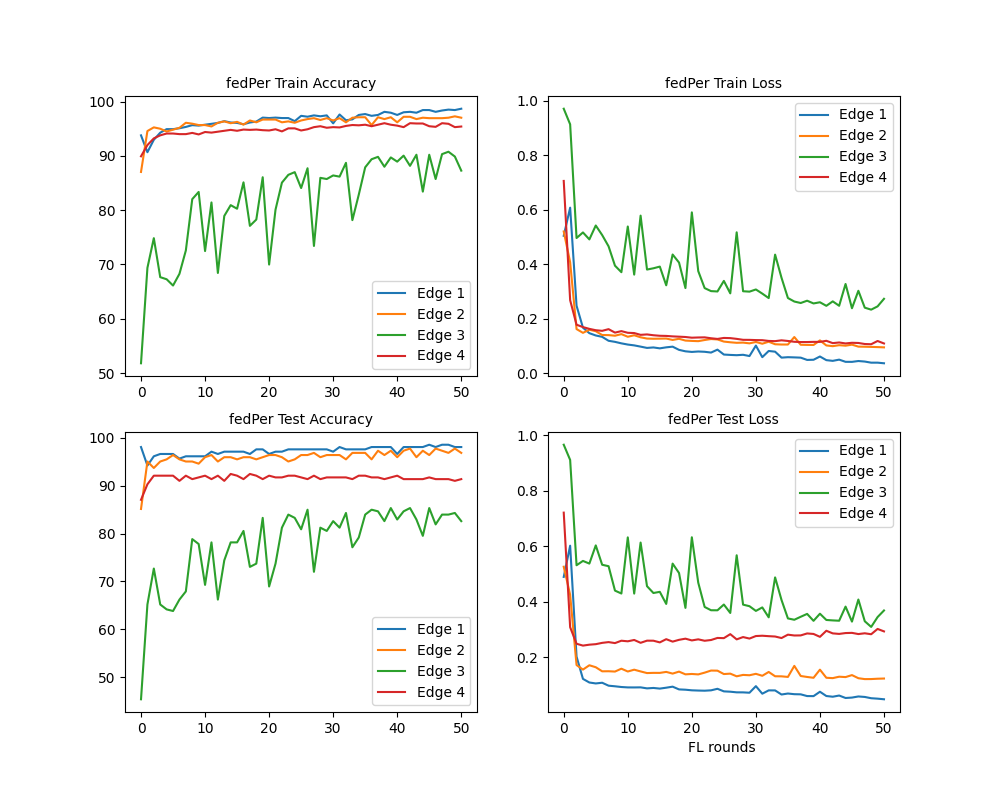 fedPer Train Accuracy
100
90
80
70
60
50
0 10 20 30 40 50
Edge 1
Edge 2
Edge 3
Edge 4
fedPer Train Loss
1.0
0.8
0.6
0.4
0.2
0.0
0 10 20 30 40 50
Edge 1
Edge 2
Edge 3
Edge 4
fedPer Test Accuracy
100
90
80
70
60
50
0 10 20 30 40 50
Edge 1
Edge 2
Edge 3
Edge 4
fedPer Test Loss
1.0
0.8
0.6
0.4
0.2
0 10 20 30 40 50
Edge 1
Edge 2
Edge 3
Edge 4
FL rounds